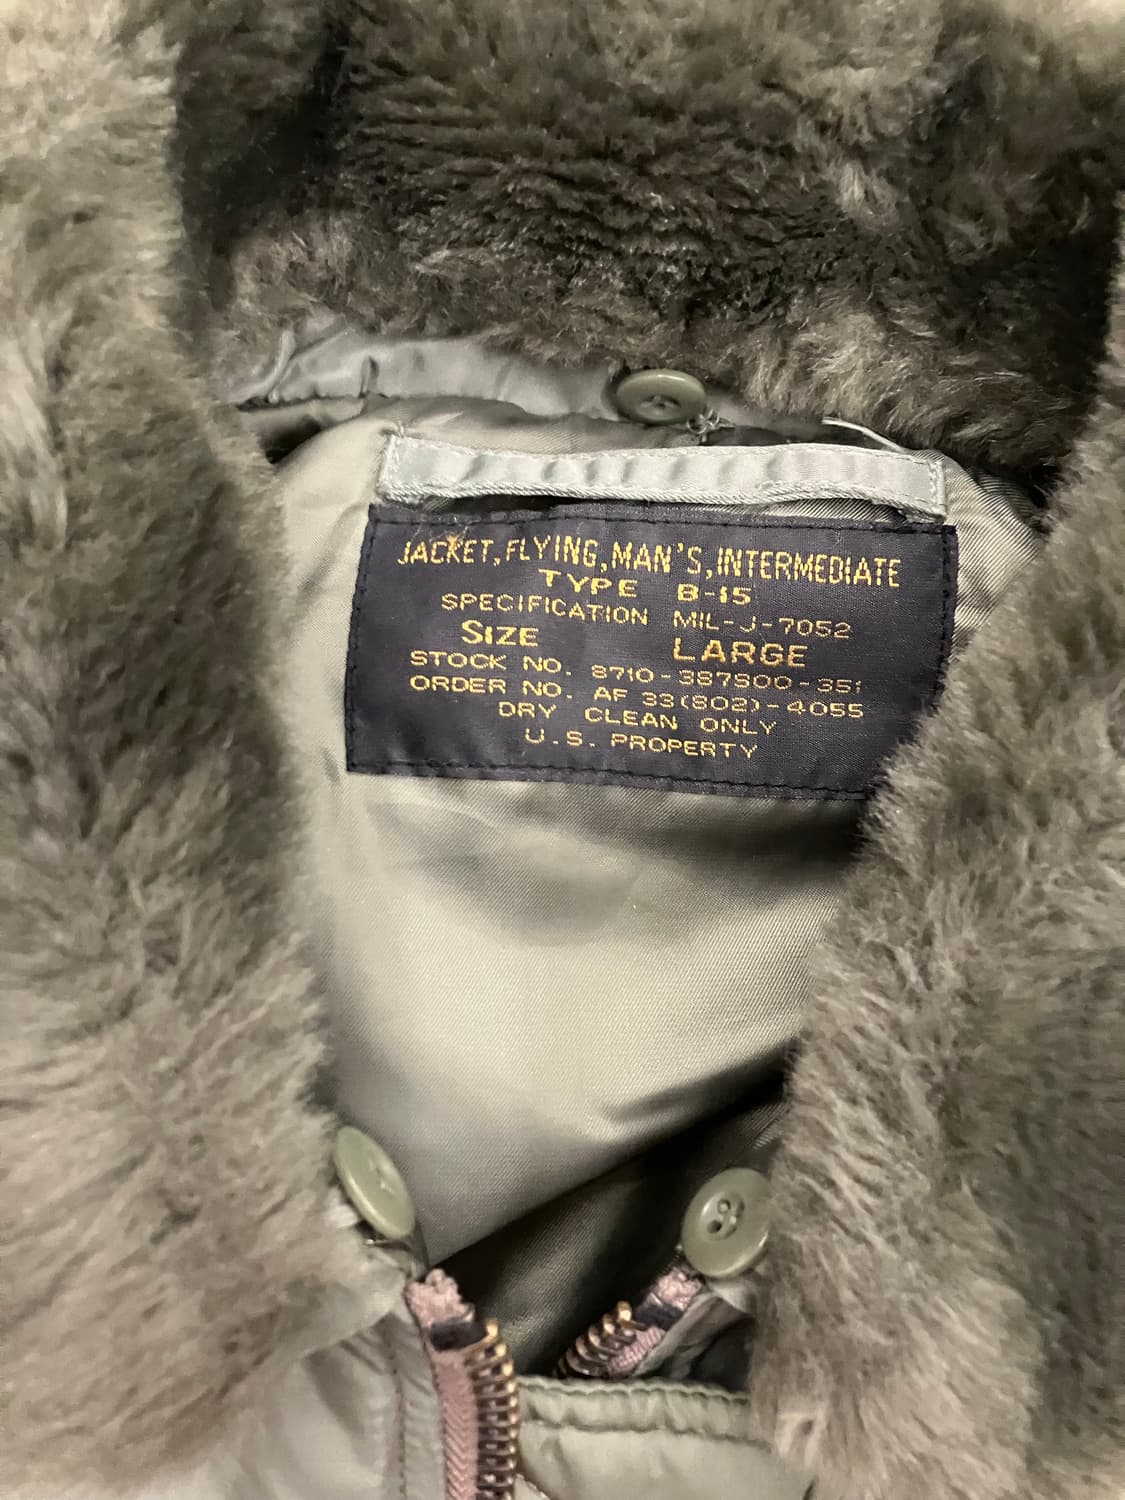 JACKET, FLYING, MAN'S, INTERMEDIATE
TYPE B-15
SPECIFICATION MIL-J-7052
SIZE LARGE
STOCK NO. 8710-387800-351
ORDER NO. AF 33(802)-4055
DRY CLEAN ONLY
U.S. PROPERTY